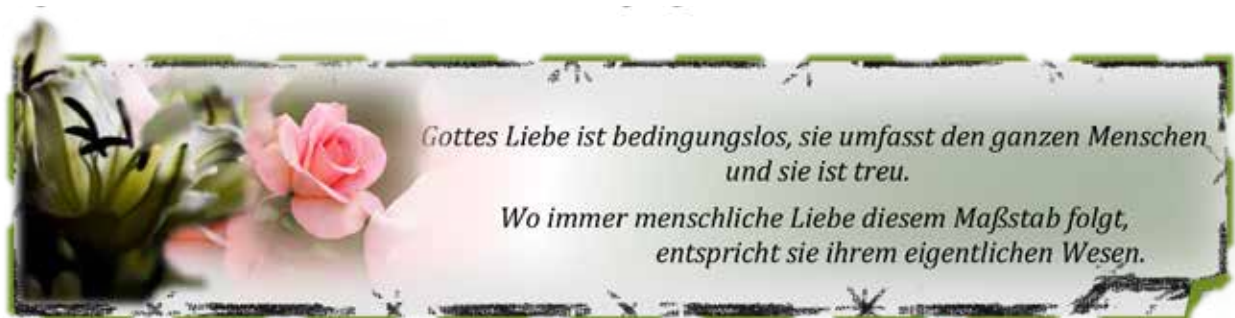 Gottes Liebe ist bedingungslos, sie umfasst den ganzen Menschen
und sie ist treu.
Wo immer menschliche Liebe diesem Maßstab folgt,
entspricht sie ihrem eigentlichen Wesen.